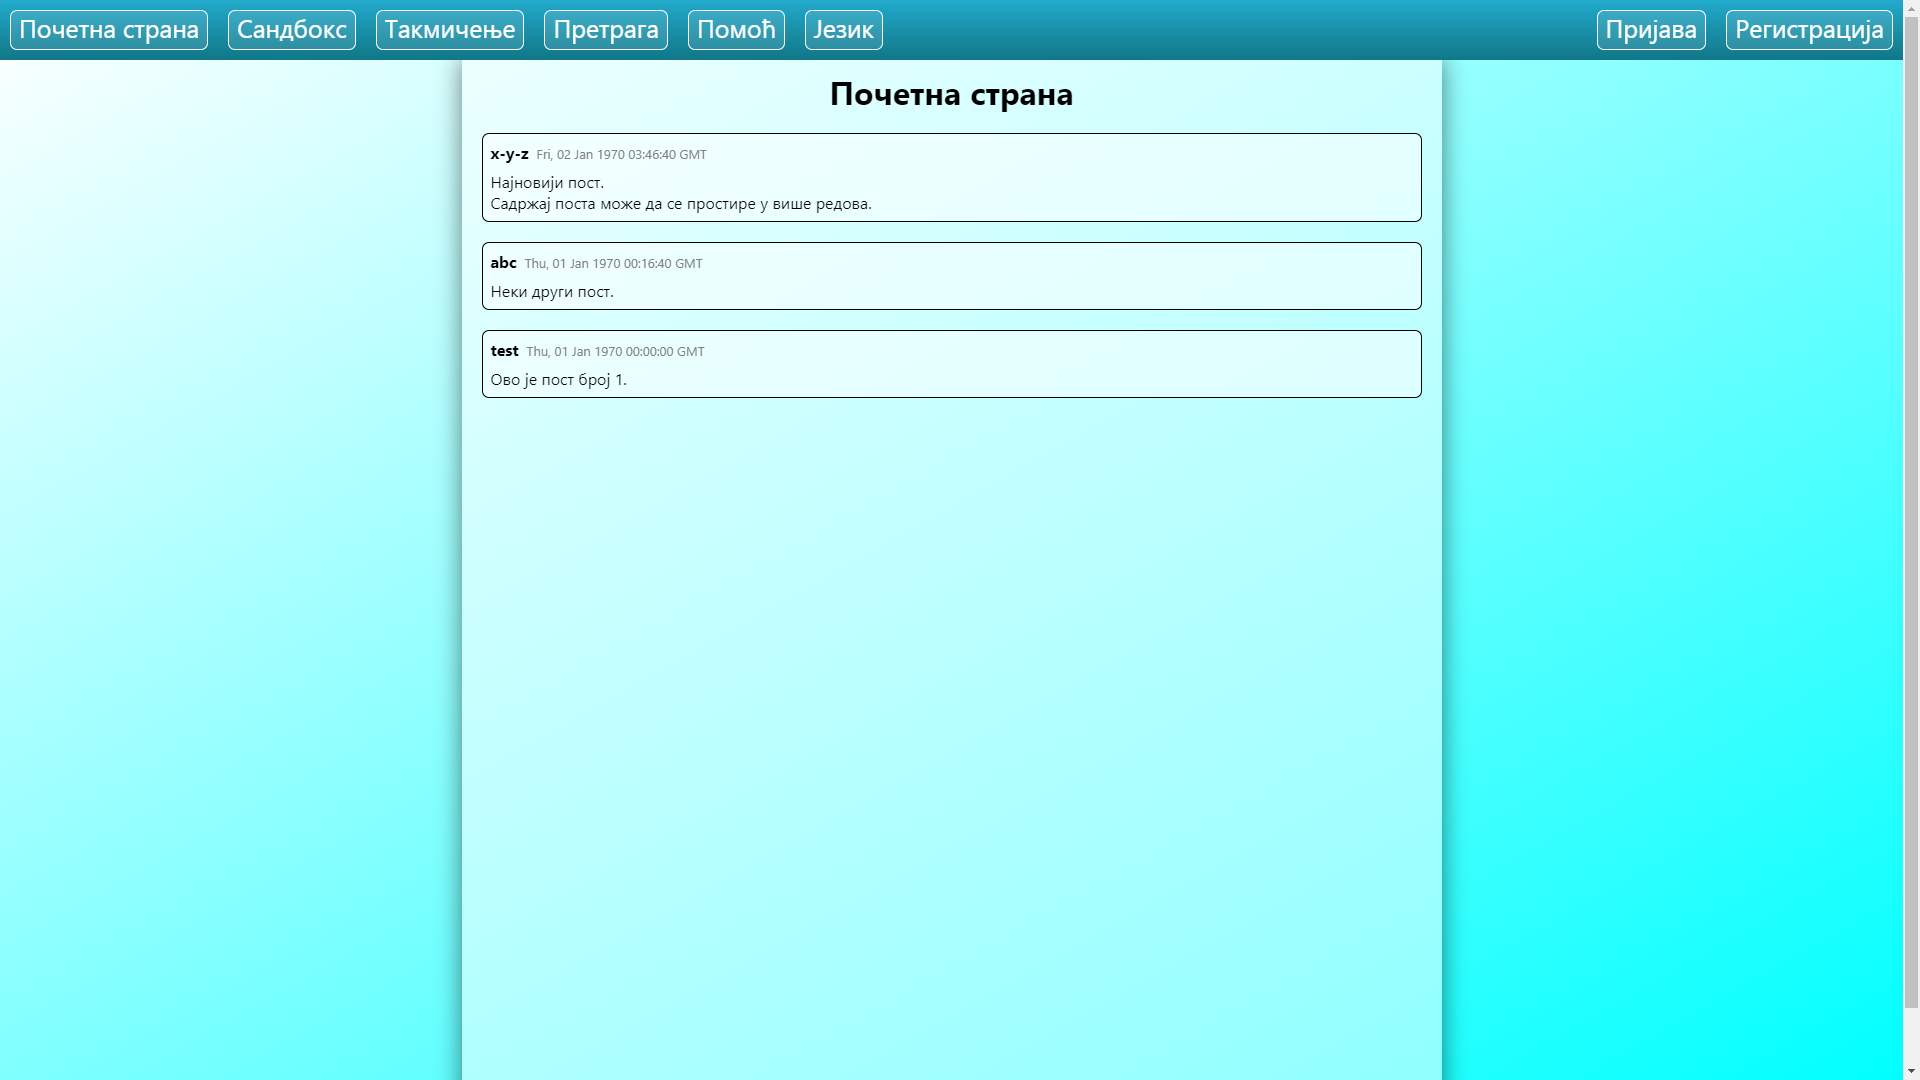 Почетна страна Сандбокс Такмичење Претрага Помоћ Језик Пријава Регистрација
Почетна страна
x-y-z Fri, 02 Jan 1970 03:46:40 GMT
Најновији пост.
Садржај поста може да се простире у више редова.
abc Thu, 01 Jan 1970 00:16:40 GMT
Неки други пост.
test Thu, 01 Jan 1970 00:00:00 GMT
Ово је пост број 1.